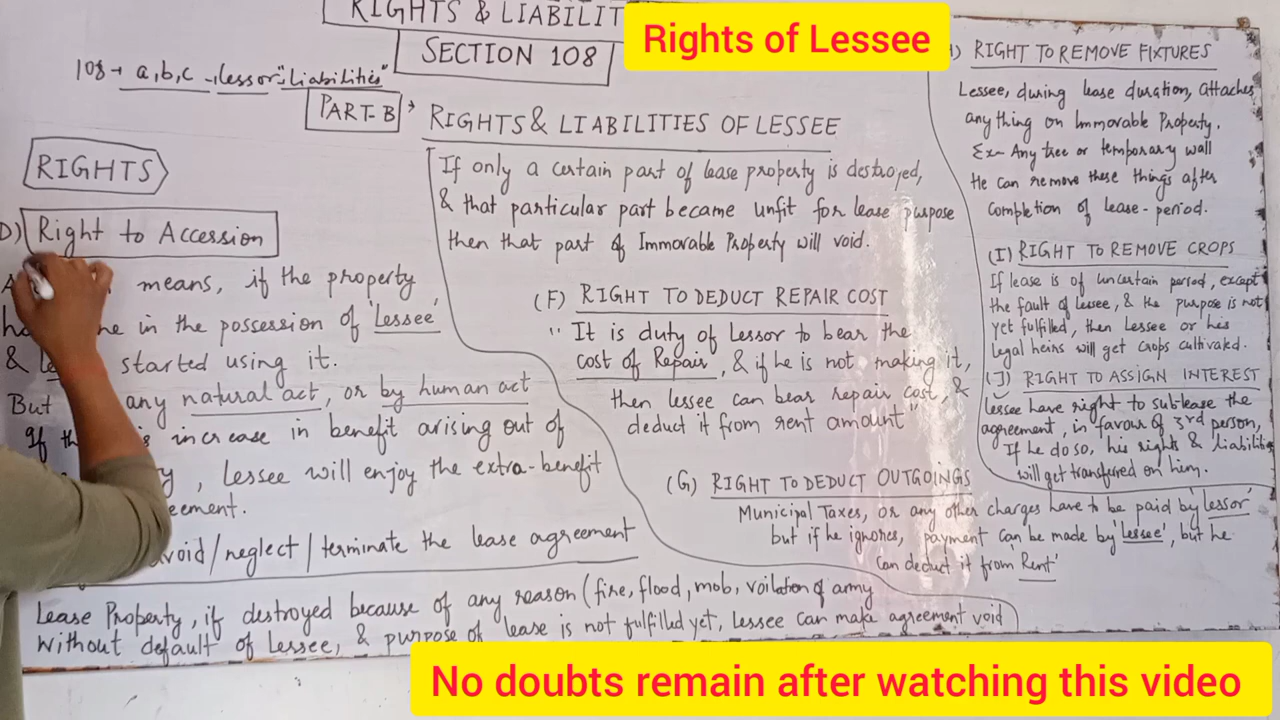 RIGHTS & LIABILIT
Rights of Lessee
SECTION 108
108 → a,b,c → lessor "Liabilities"
PART-B
RIGHTS & LIABILITIES OF LESSEE
RIGHTS
D) Right to Accession
means, if the property
in the possession of Lessee,
& started using it.
But any natural act, or by human act
If is increase in benefit arising out of
, Lessee will enjoy the extra-benefit
eement.
void/neglect/terminate the lease agreement
Lease Property, if destroyed because of any reason (fire, flood, mob, voilation of army
without default of Lessee, & purpose of lease is not fulfilled yet, Lessee can make agreement void
If only a certain part of lease property is destroyed,
& that particular part became unfit for lease purpose
then that part of Immovable Property will void.
(F) RIGHT TO DEDUCT REPAIR COST
"It is duty of Lessor to bear the
cost of Repair, & if he is not making it,
then lessee can bear repair cost, &
deduct it from rent amount"
(G) RIGHT TO DEDUCT OUTGOINGS
Municipal Taxes, or any other charges have to be paid by 'lessor'
but if he ignores, payment can be made by 'lessee', but he
can deduct it from 'Rent'
) RIGHT TO REMOVE FIXTURES
Lessee, during lease duration, attaches
anything on Immovable Property.
Ex- Any tree or temporary wall
He can remove these things after
completion of lease-period.
(I) RIGHT TO REMOVE CROPS
If lease is of uncertain period, except
the fault of lessee, & the purpose is not
yet fulfilled, then Lessee or his
legal heirs will get crops cultivated.
(J) RIGHT TO ASSIGN INTEREST
Lessee have right to sublease the
agreement, in favour of 3rd person,
If he do so, his rights & liabilities
will get transferred on him.
No doubts remain after watching this video